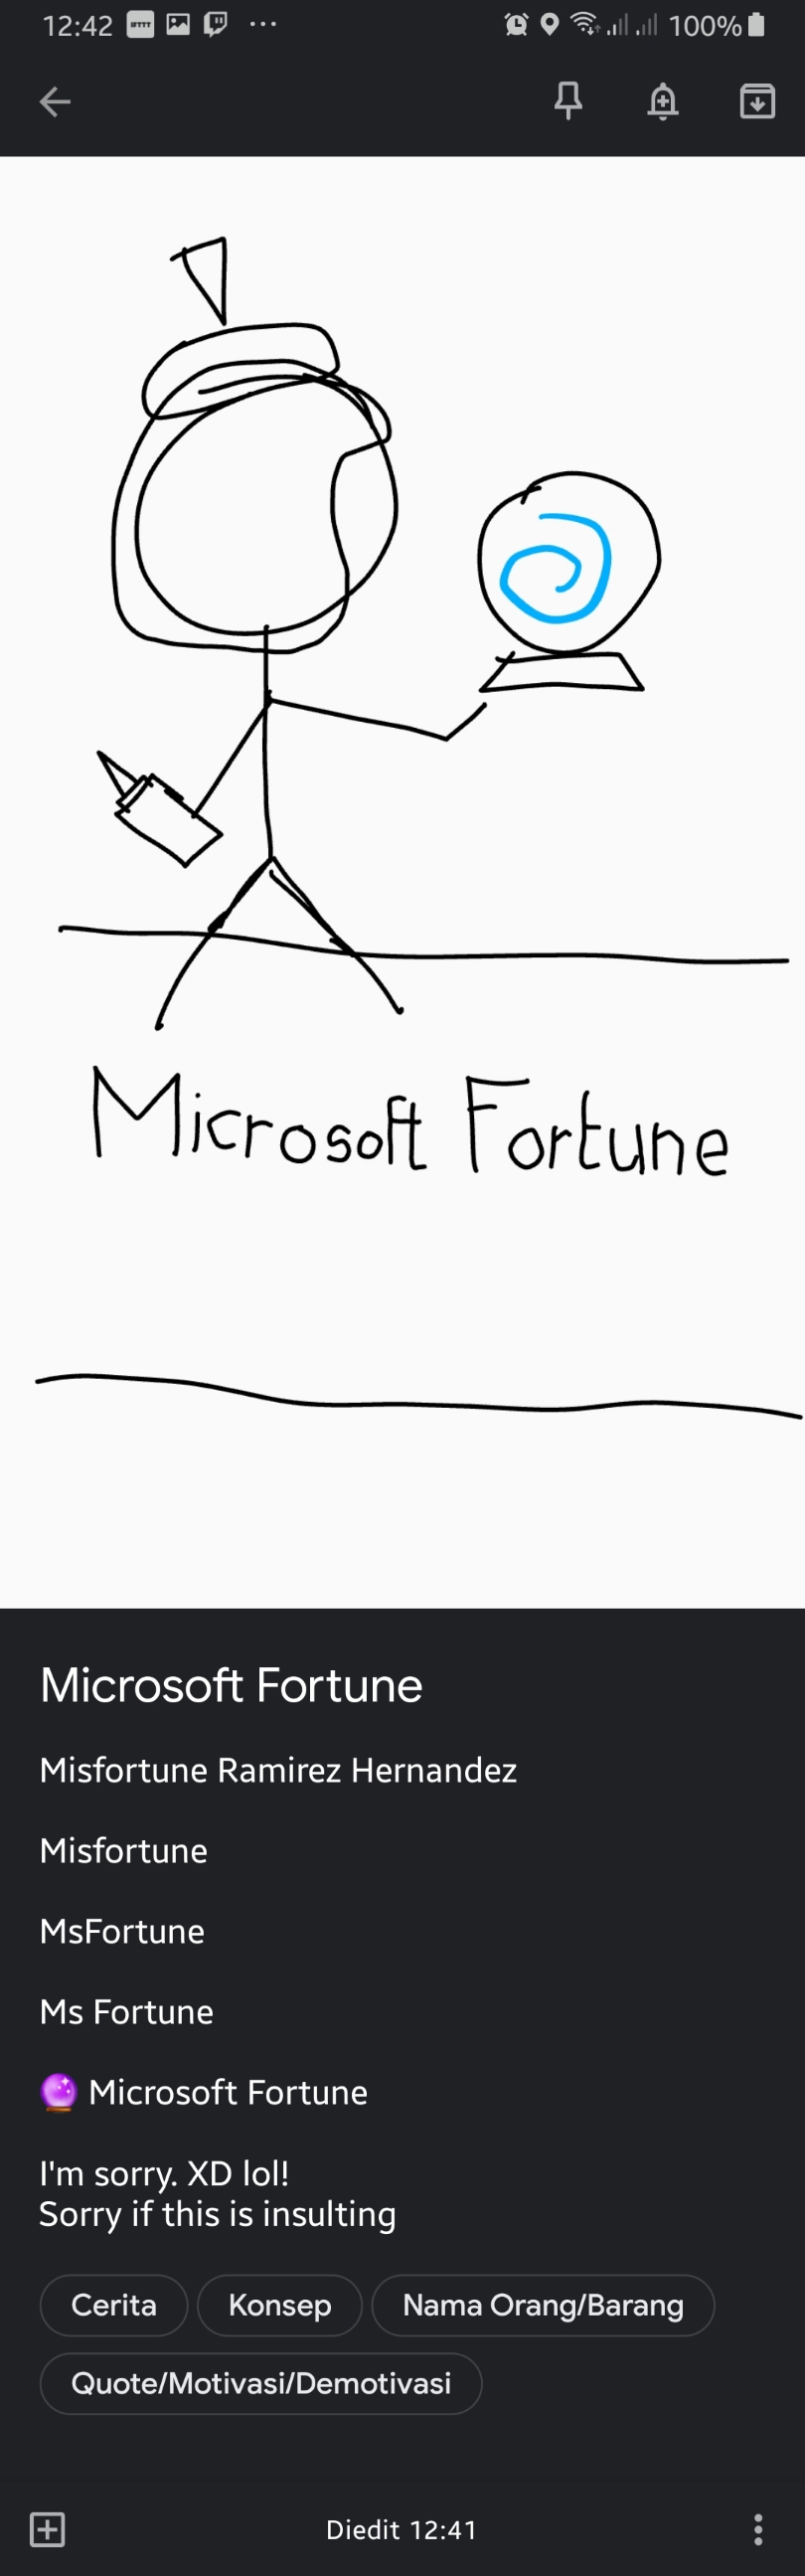 12:42
IFTTT
100%
Microsoft Fortune
Microsoft Fortune
Misfortune Ramirez Hernandez
Misfortune
MsFortune
Ms Fortune
🔮 Microsoft Fortune
I'm sorry. XD lol!
Sorry if this is insulting
Cerita
Konsep
Nama Orang/Barang
Quote/Motivasi/Demotivasi
Diedit 12:41